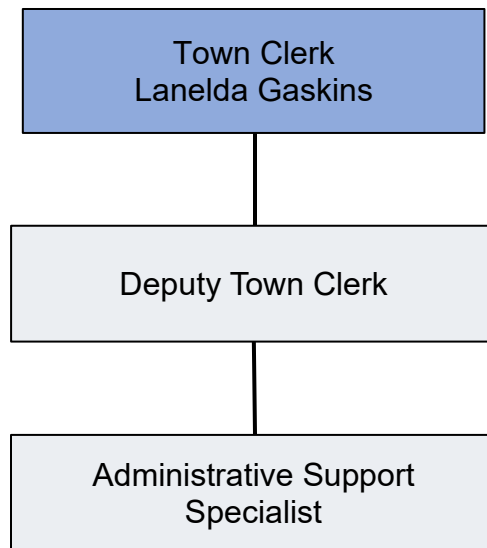 Town Clerk
Lanelda Gaskins
Deputy Town Clerk
Administrative Support
Specialist